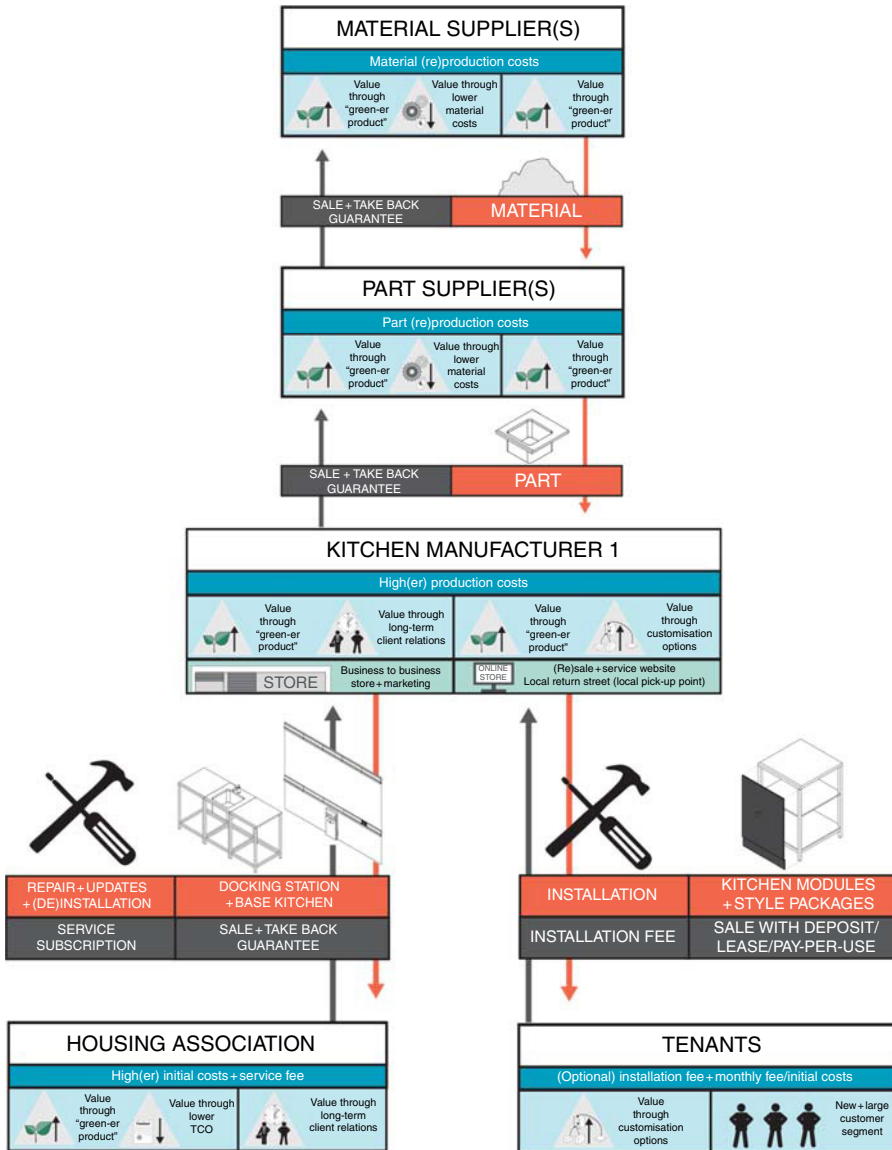 MATERIAL SUPPLIER(S)
Material (re)production costs
Value
through
"green-er
product"
Value through
lower
material
costs
Value
through
"green-er
product"
SALE+TAKE BACK
GUARANTEE
MATERIAL
PART SUPPLIER(S)
Part (re)production costs
Value
through
"green-er
product"
Value through
lower
material
costs
Value
through
"green-er
product"
SALE + TAKE BACK
GUARANTEE
PART
KITCHEN MANUFACTURER 1
High(er) production costs
Value
through
"green-er
product"
Value through
long-term
client relations
Value
through
"green-er
product"
Value
through
customisation
options
STORE
Business to business
store+marketing
ONLINE
STORE
(Re)sale+service website
Local return street (local pick-up point)
REPAIR+UPDATES
+(DE)INSTALLATION
DOCKING STATION
+BASE KITCHEN
SERVICE
SUBSCRIPTION
SALE+TAKE BACK
GUARANTEE
INSTALLATION
KITCHEN MODULES
+STYLE PACKAGES
INSTALLATION FEE
SALE WITH DEPOSIT/
LEASE/PAY-PER-USE
HOUSING ASSOCIATION
High(er) initial costs+service fee
Value
through
"green-er
product"
Value through
lower
TCO
Value through
long-term
client relations
TENANTS
(Optional) installation fee+monthly fee/initial costs
Value
through
customisation
options
New+large
customer
segment